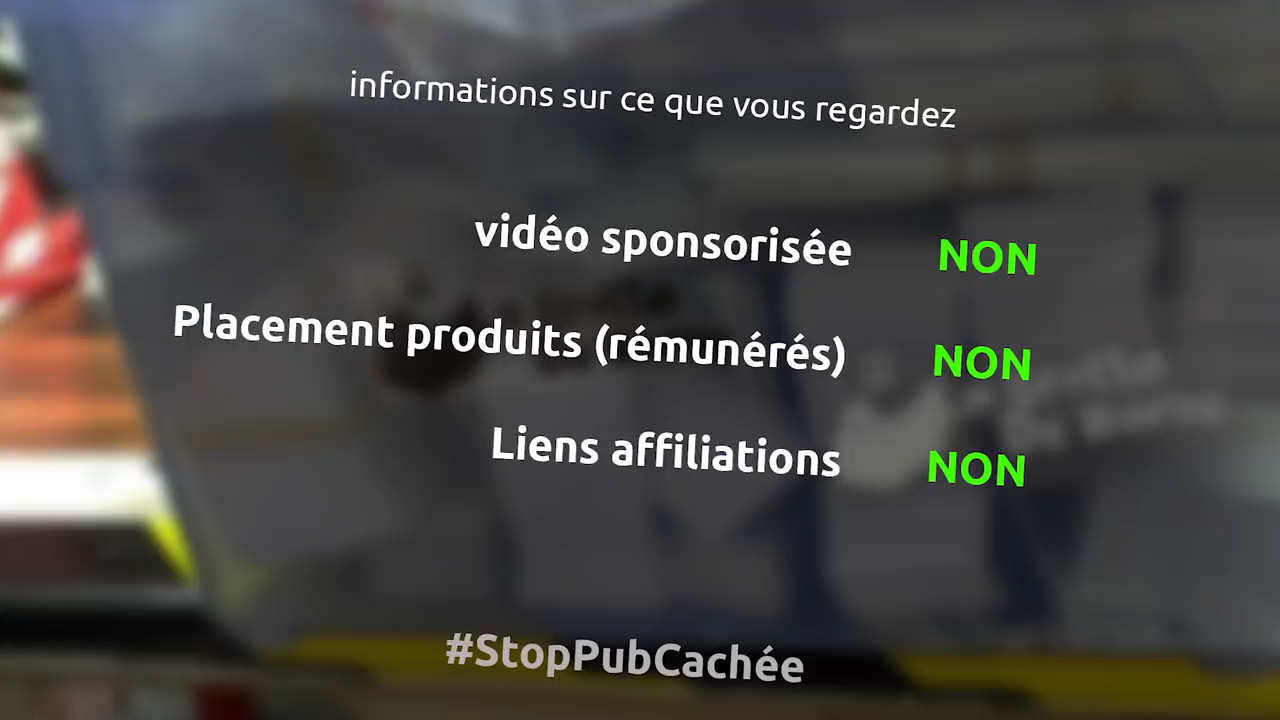 informations sur ce que vous regardez
vidéo sponsorisée NON
Placement produits (rémunérés) NON
Liens affiliations NON
#StopPubCachée